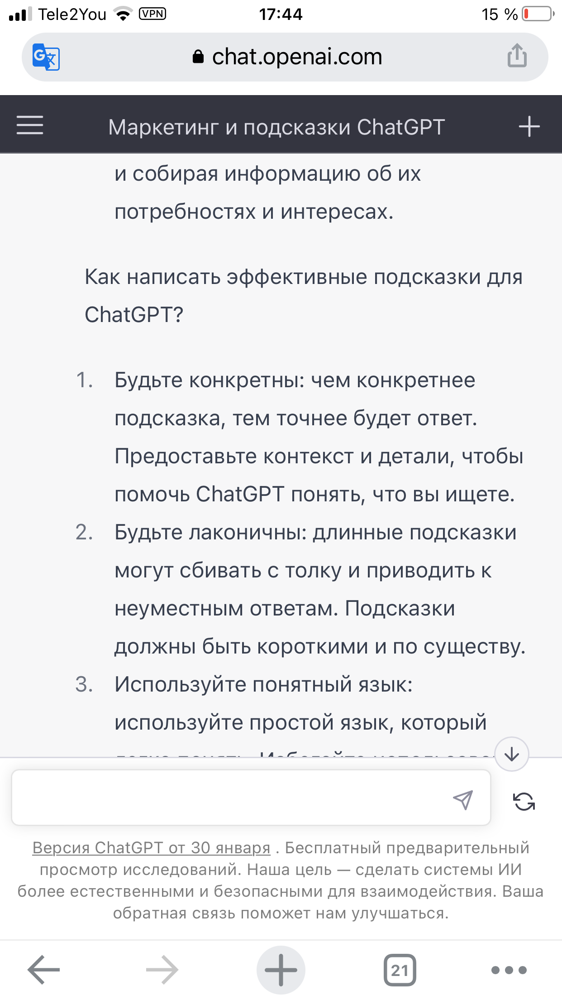 Tele2You VPN 17:44 15 %
chat.openai.com
Маркетинг и подсказки ChatGPT
и собирая информацию об их
потребностях и интересах.
Как написать эффективные подсказки для
ChatGPT?
1. Будьте конкретны: чем конкретнее
подсказка, тем точнее будет ответ.
Предоставьте контекст и детали, чтобы
помочь ChatGPT понять, что вы ищете.
2. Будьте лаконичны: длинные подсказки
могут сбивать с толку и приводить к
неуместным ответам. Подсказки
должны быть короткими и по существу.
3. Используйте понятный язык:
используйте простой язык, который
Версия ChatGPT от 30 января . Бесплатный предварительный
просмотр исследований. Наша цель — сделать системы ИИ
более естественными и безопасными для взаимодействия. Ваша
обратная связь поможет нам улучшаться.
21